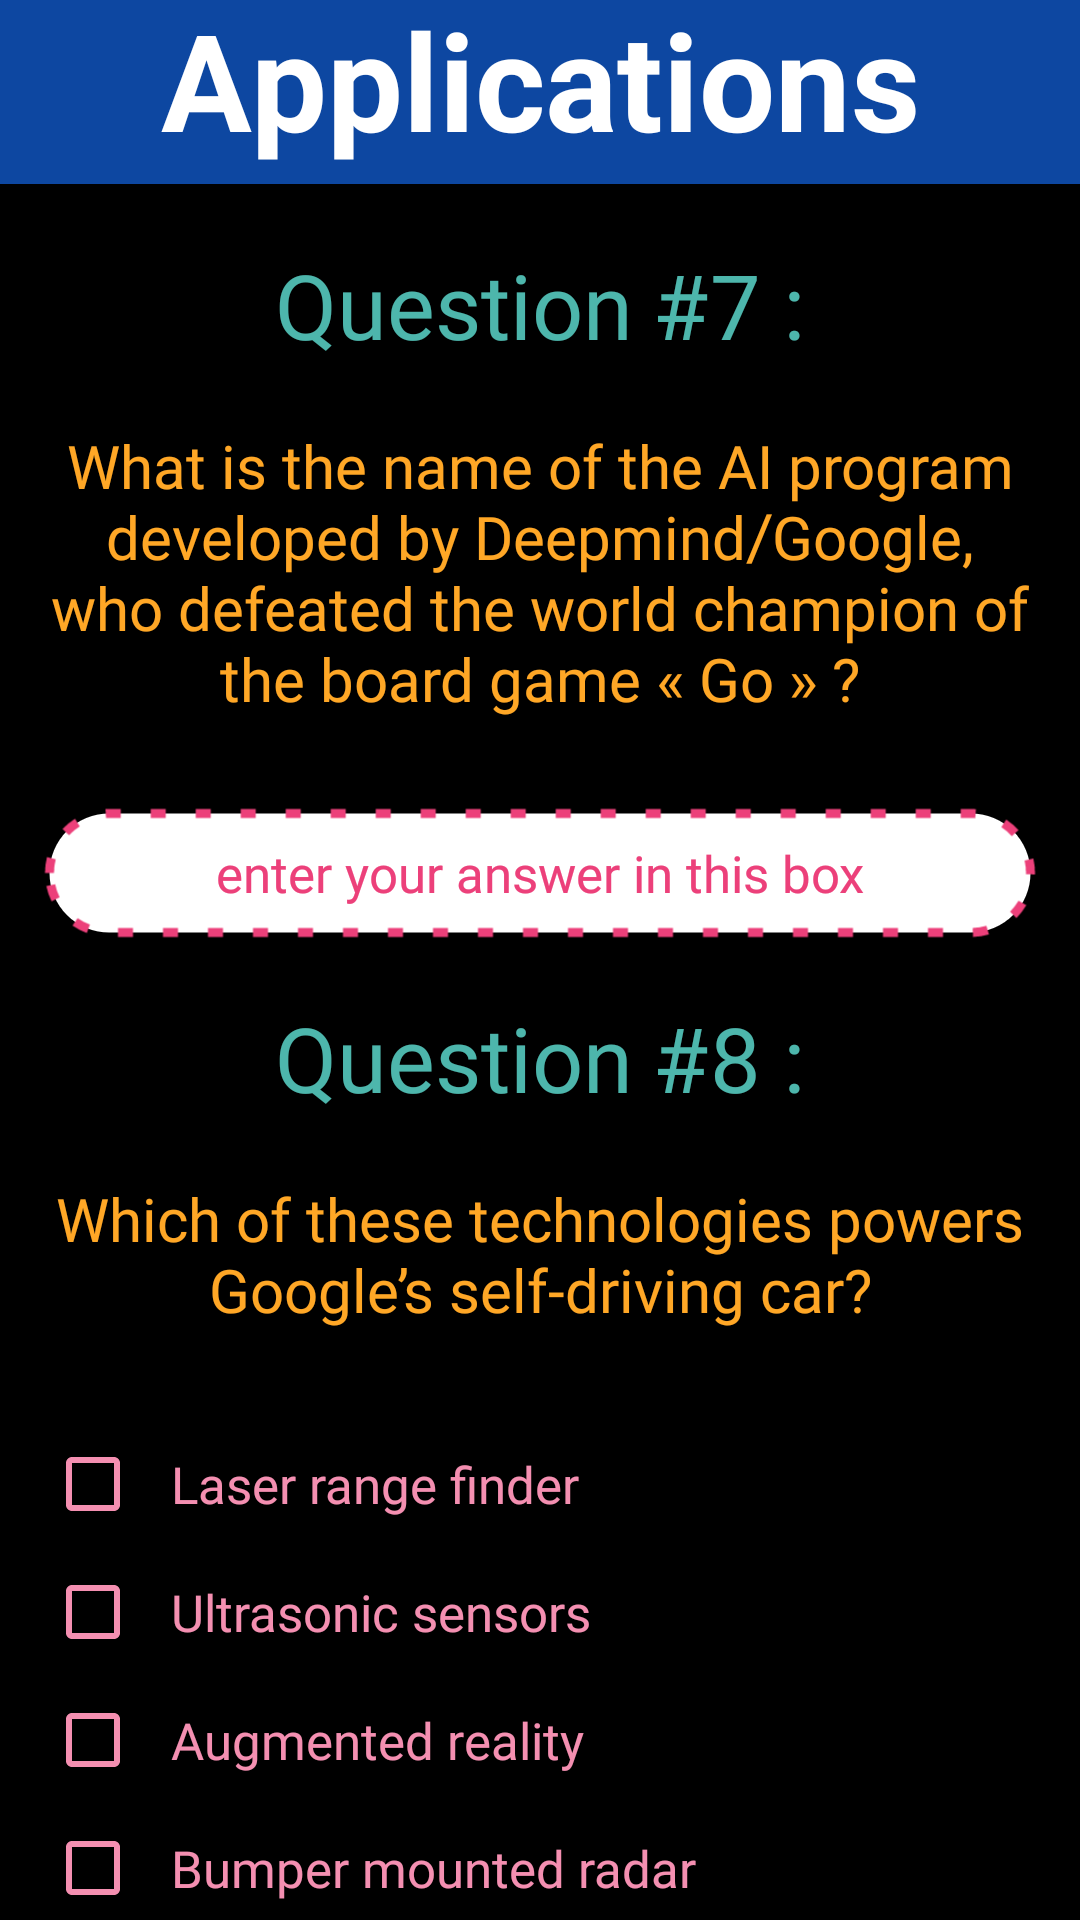 Applications
Question #7 :
What is the name of the AI program
developed by Deepmind/Google,
who defeated the world champion of
the board game « Go » ?
enter your answer in this box
Question #8 :
Which of these technologies powers
Google’s self-driving car?
Laser range finder
Ultrasonic sensors
Augmented reality
Bumper mounted radar